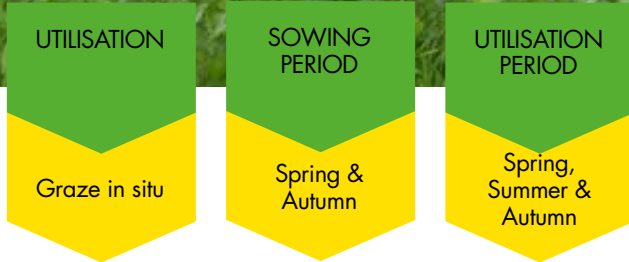 UTILISATION
Graze in situ
SOWING
PERIOD
Spring &
Autumn
UTILISATION
PERIOD
Spring,
Summer &
Autumn